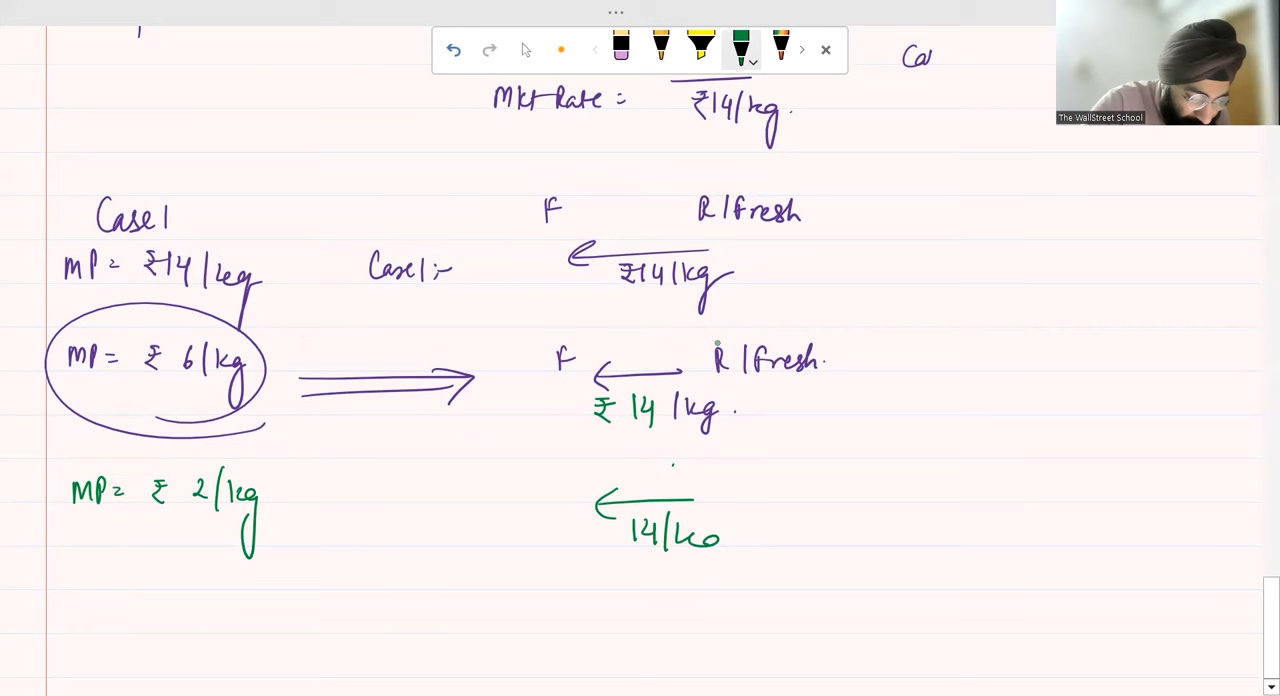 Ca
Mkt Rate =
₹14/kg.
The WallStreet School
Case 1
F R/Fresh
MP = ₹14/kg
Case 1:-
₹14/kg
MP = ₹ 6/kg
F R/Fresh.
₹ 14/kg.
MP = ₹ 2/kg
14/kg